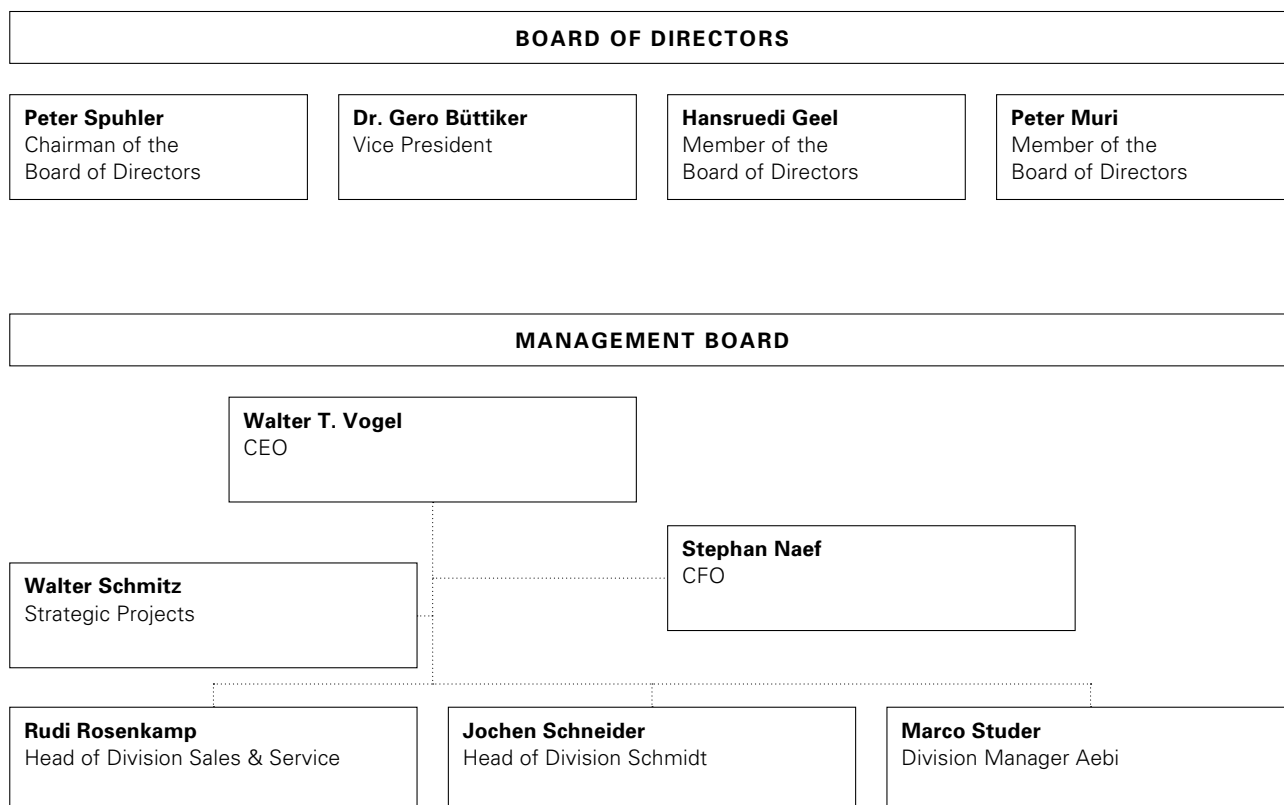 BOARD OF DIRECTORS
Peter Spuhler
Chairman of the
Board of Directors
Dr. Gero Büttiker
Vice President
Hansruedi Geel
Member of the
Board of Directors
Peter Muri
Member of the
Board of Directors
MANAGEMENT BOARD
Walter T. Vogel
CEO
Stephan Naef
CFO
Walter Schmitz
Strategic Projects
Rudi Rosenkamp
Head of Division Sales & Service
Jochen Schneider
Head of Division Schmidt
Marco Studer
Division Manager Aebi